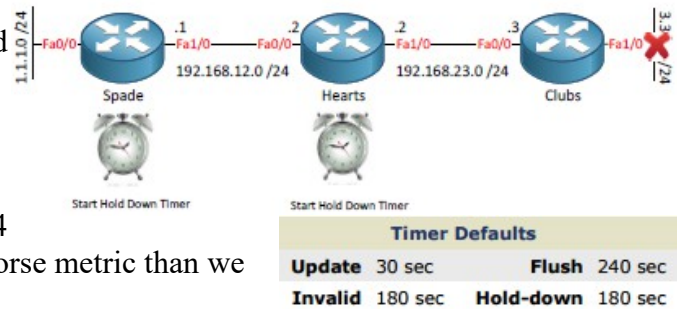 1.1.1.0 /24
d
Fa0/0
.1
Fa1/0
.2
Fa0/0
.2
Fa1/0
.3
Fa0/0
Fa1/0
3.3
/24
192.168.12.0 /24
192.168.23.0 /24
Spade
Hearts
Clubs
Start Hold Down Timer
Start Hold Down Timer
4
orse metric than we
Timer Defaults
Update 30 sec Flush 240 sec
Invalid 180 sec Hold-down 180 sec